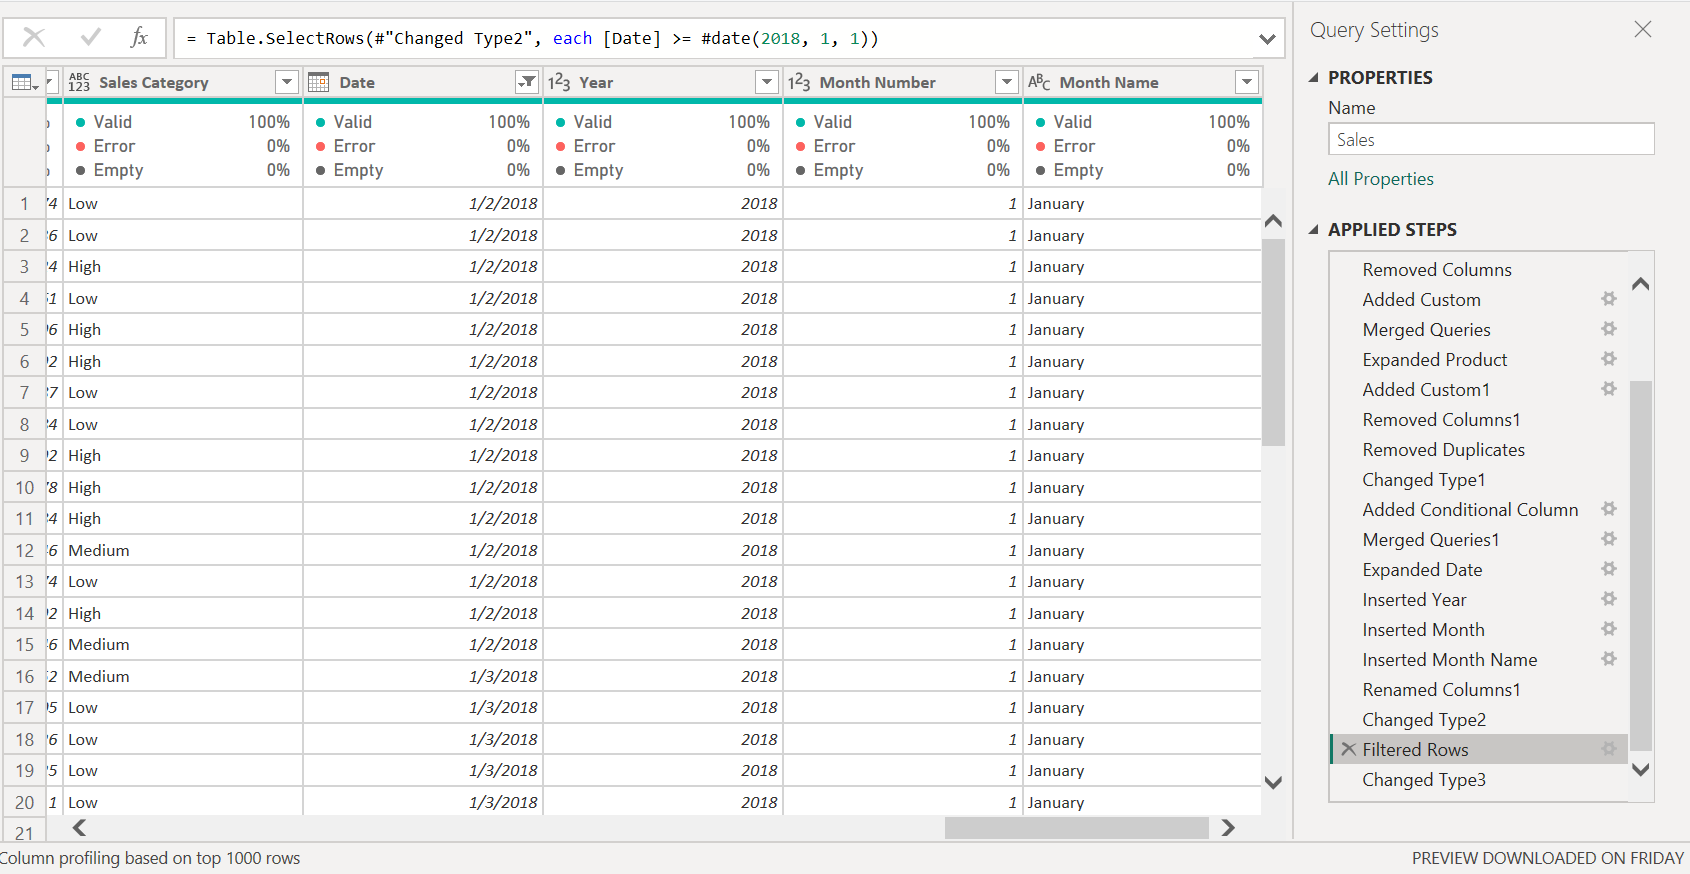 fx = Table.SelectRows(#"Changed Type2", each [Date] >= #date(2018, 1, 1))
ABC 123 Sales Category Date 1²3 Year 1²3 Month Number ABC Month Name
Valid 100% Valid 100% Valid 100% Valid 100% Valid 100%
Error 0% Error 0% Error 0% Error 0% Error 0%
Empty 0% Empty 0% Empty 0% Empty 0% Empty 0%
1 Low 1/2/2018 2018 1 January
2 Low 1/2/2018 2018 1 January
3 High 1/2/2018 2018 1 January
4 Low 1/2/2018 2018 1 January
5 High 1/2/2018 2018 1 January
6 High 1/2/2018 2018 1 January
7 Low 1/2/2018 2018 1 January
8 Low 1/2/2018 2018 1 January
9 High 1/2/2018 2018 1 January
10 High 1/2/2018 2018 1 January
11 High 1/2/2018 2018 1 January
12 Medium 1/2/2018 2018 1 January
13 Low 1/2/2018 2018 1 January
14 High 1/2/2018 2018 1 January
15 Medium 1/2/2018 2018 1 January
16 Medium 1/3/2018 2018 1 January
17 Low 1/3/2018 2018 1 January
18 Low 1/3/2018 2018 1 January
19 Low 1/3/2018 2018 1 January
20 Low 1/3/2018 2018 1 January
21
Query Settings
PROPERTIES
Name
Sales
All Properties
APPLIED STEPS
Removed Columns
Added Custom
Merged Queries
Expanded Product
Added Custom1
Removed Columns1
Removed Duplicates
Changed Type1
Added Conditional Column
Merged Queries1
Expanded Date
Inserted Year
Inserted Month
Inserted Month Name
Renamed Columns1
Changed Type2
Filtered Rows
Changed Type3
Column profiling based on top 1000 rows
PREVIEW DOWNLOADED ON FRIDAY